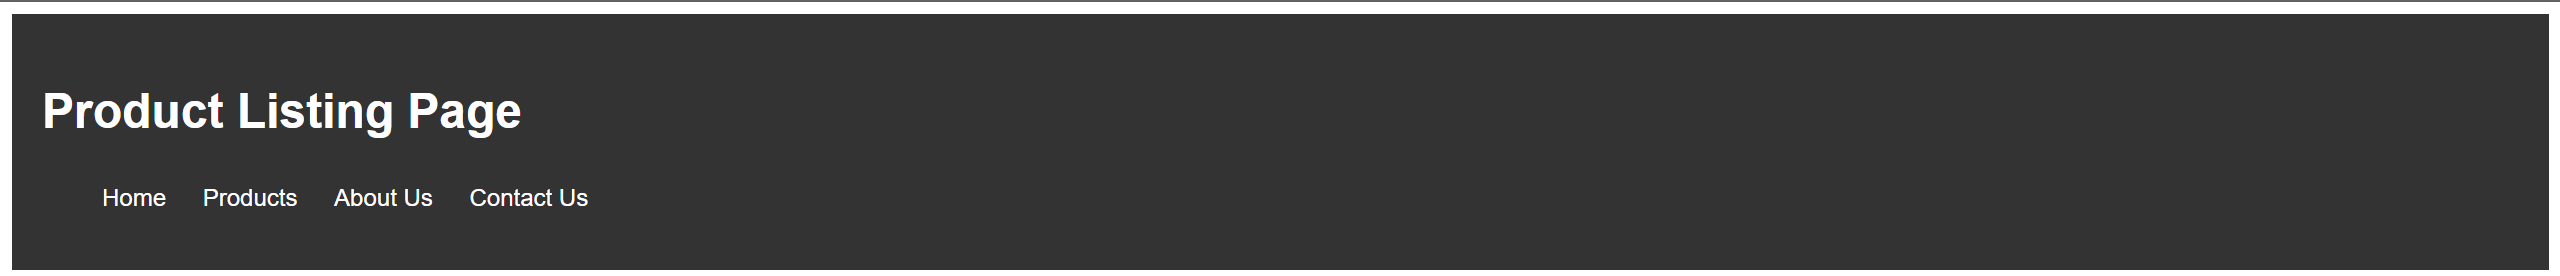 Product Listing Page
Home Products About Us Contact Us